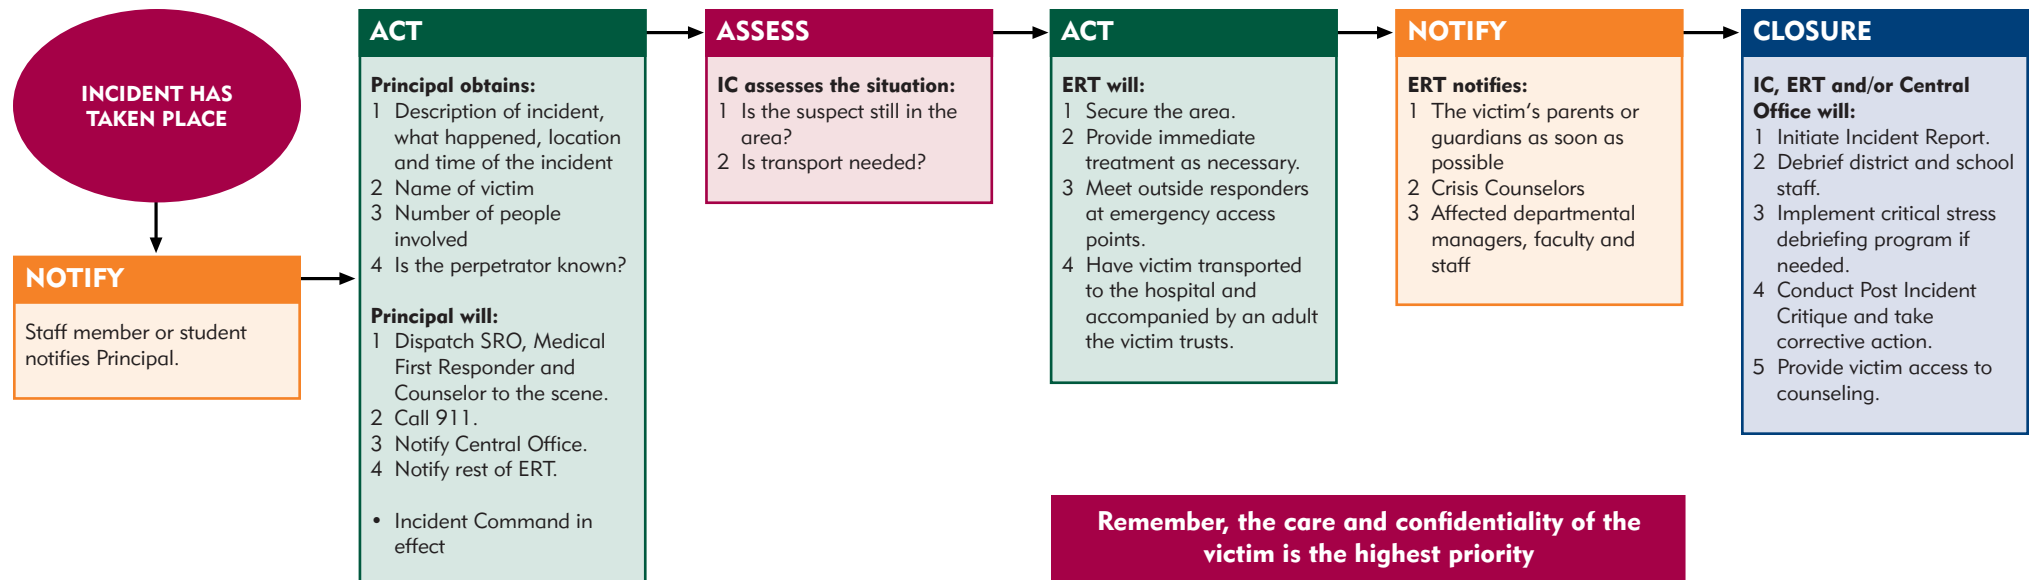 INCIDENT HAS
TAKEN PLACE
NOTIFY
Staff member or student
notifies Principal.
ACT
Principal obtains:
1 Description of incident,
what happened, location
and time of the incident
2 Name of victim
3 Number of people
involved
4 Is the perpetrator known?
Principal will:
1 Dispatch SRO, Medical
First Responder and
Counselor to the scene.
2 Call 911.
3 Notify Central Office.
4 Notify rest of ERT.
• Incident Command in
effect
ASSESS
IC assesses the situation:
1 Is the suspect still in the
area?
2 Is transport needed?
ACT
ERT will:
1 Secure the area.
2 Provide immediate
treatment as necessary.
3 Meet outside responders
at emergency access
points.
4 Have victim transported
to the hospital and
accompanied by an adult
the victim trusts.
NOTIFY
ERT notifies:
1 The victim's parents or
guardians as soon as
possible
2 Crisis Counselors
3 Affected departmental
managers, faculty and
staff
CLOSURE
IC, ERT and/or Central
Office will:
1 Initiate Incident Report.
2 Debrief district and school
staff.
3 Implement critical stress
debriefing program if
needed.
4 Conduct Post Incident
Critique and take
corrective action.
5 Provide victim access to
counseling.
Remember, the care and confidentiality of the
victim is the highest priority